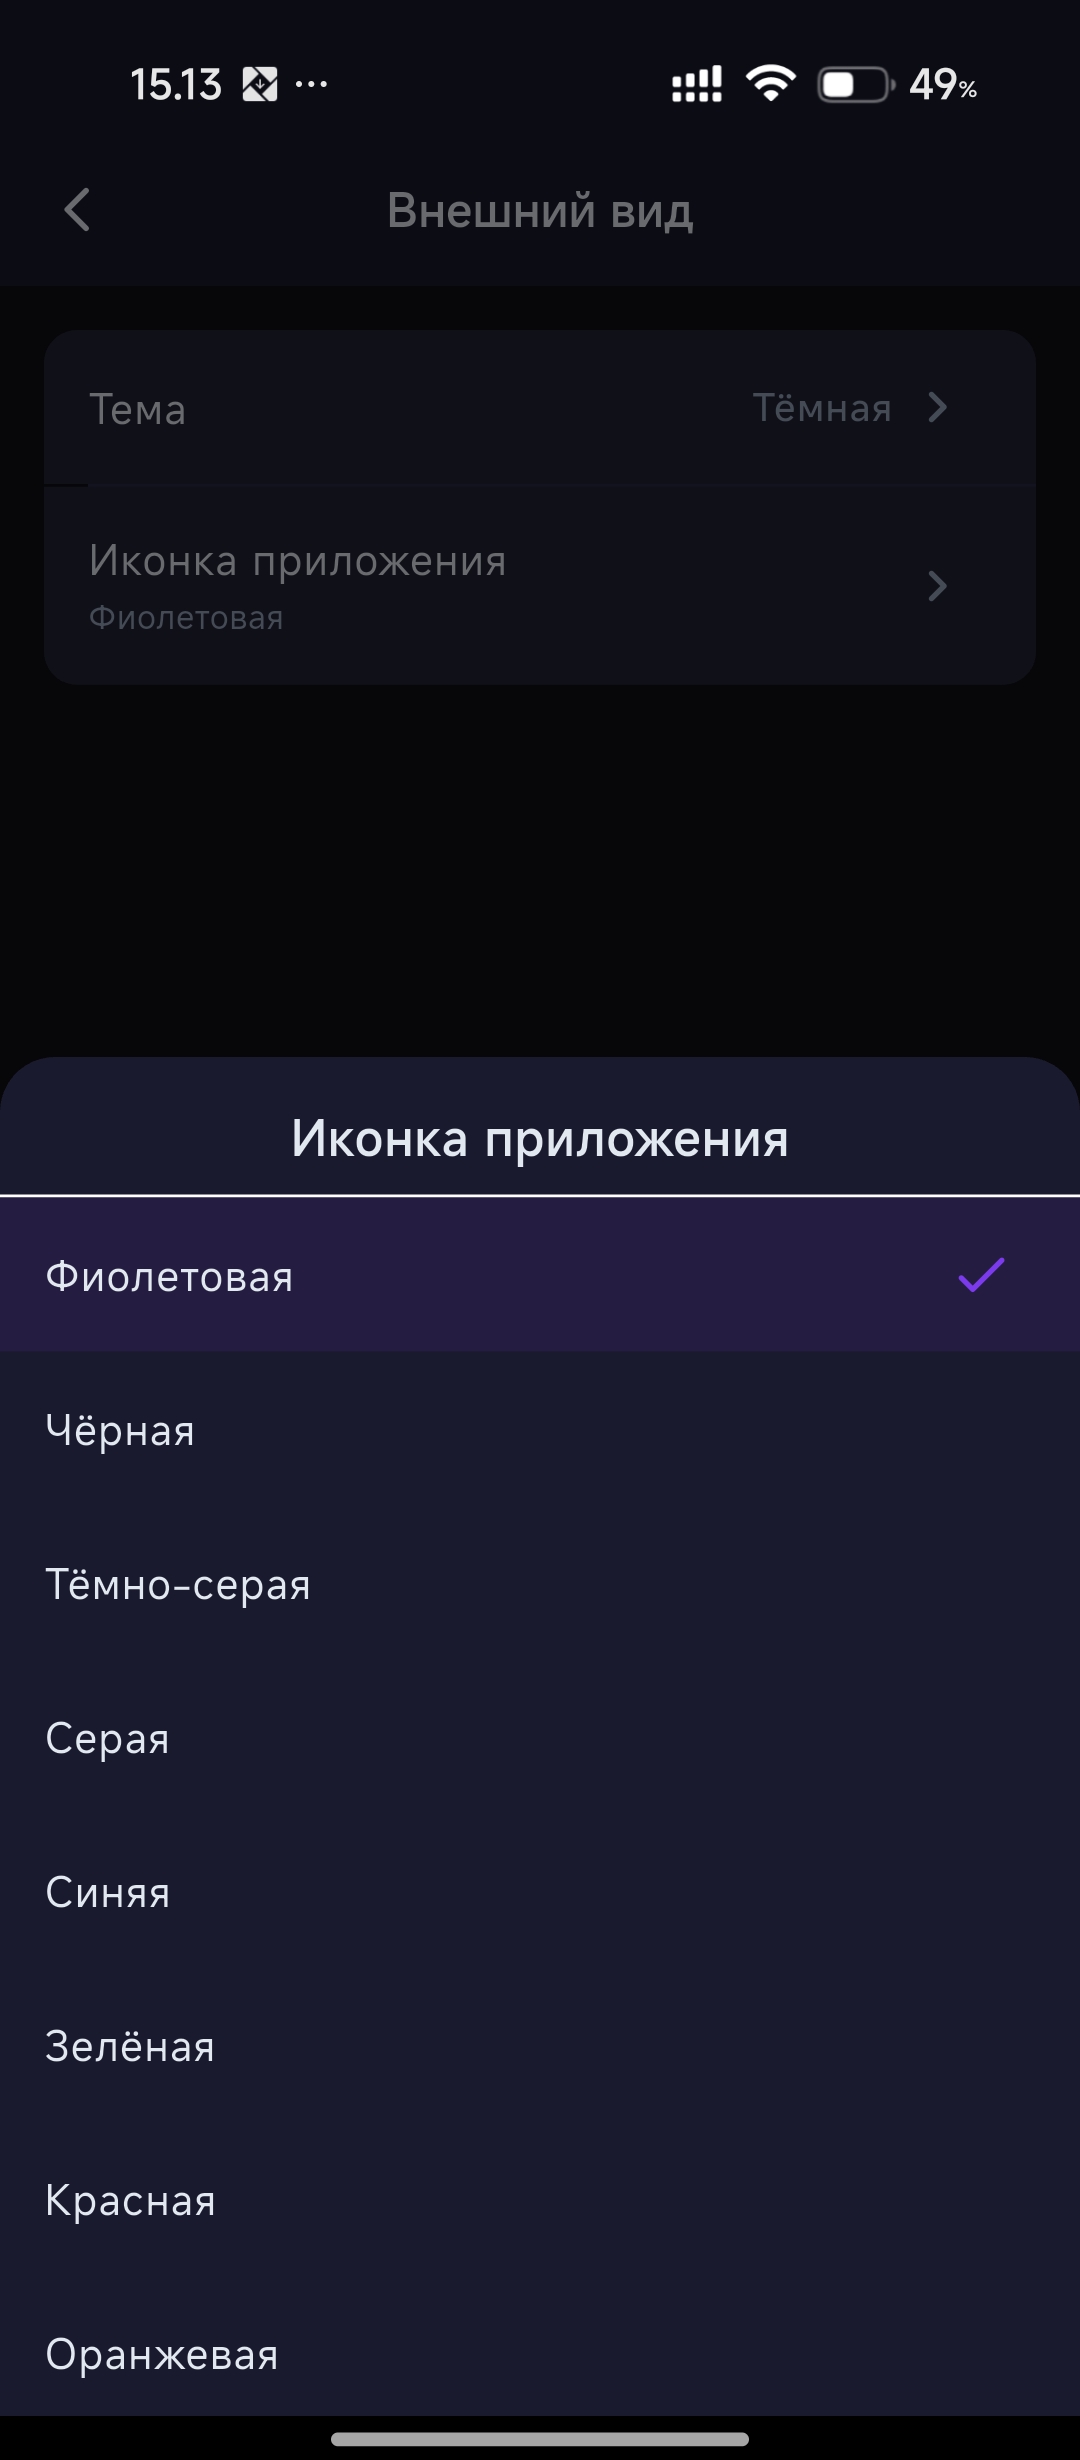 15.13 ... 49%
Внешний вид
Тема Тёмная
Иконка приложения
Фиолетовая
Иконка приложения
Фиолетовая
Чёрная
Тёмно-серая
Серая
Синяя
Зелёная
Красная
Оранжевая